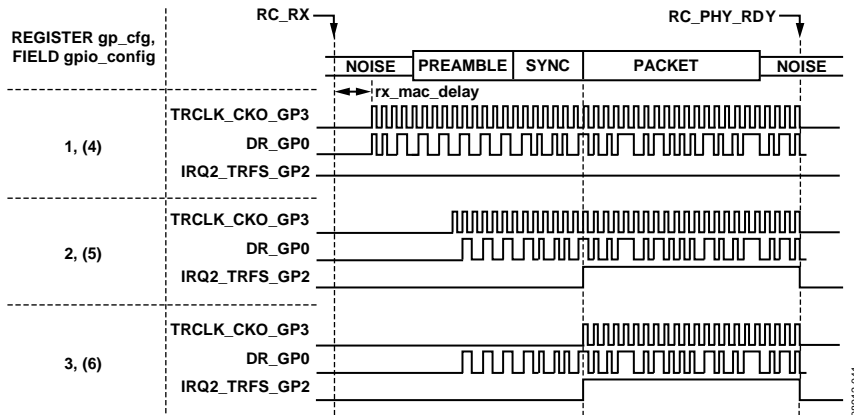 RC_RX
RC_PHY_RDY
REGISTER gp_cfg,
FIELD gpio_config
NOISE PREAMBLE SYNC PACKET NOISE
rx_mac_delay
1, (4)
TRCLK_CKO_GP3
DR_GP0
IRQ2_TRFS_GP2
2, (5)
TRCLK_CKO_GP3
DR_GP0
IRQ2_TRFS_GP2
3, (6)
TRCLK_CKO_GP3
DR_GP0
IRQ2_TRFS_GP2